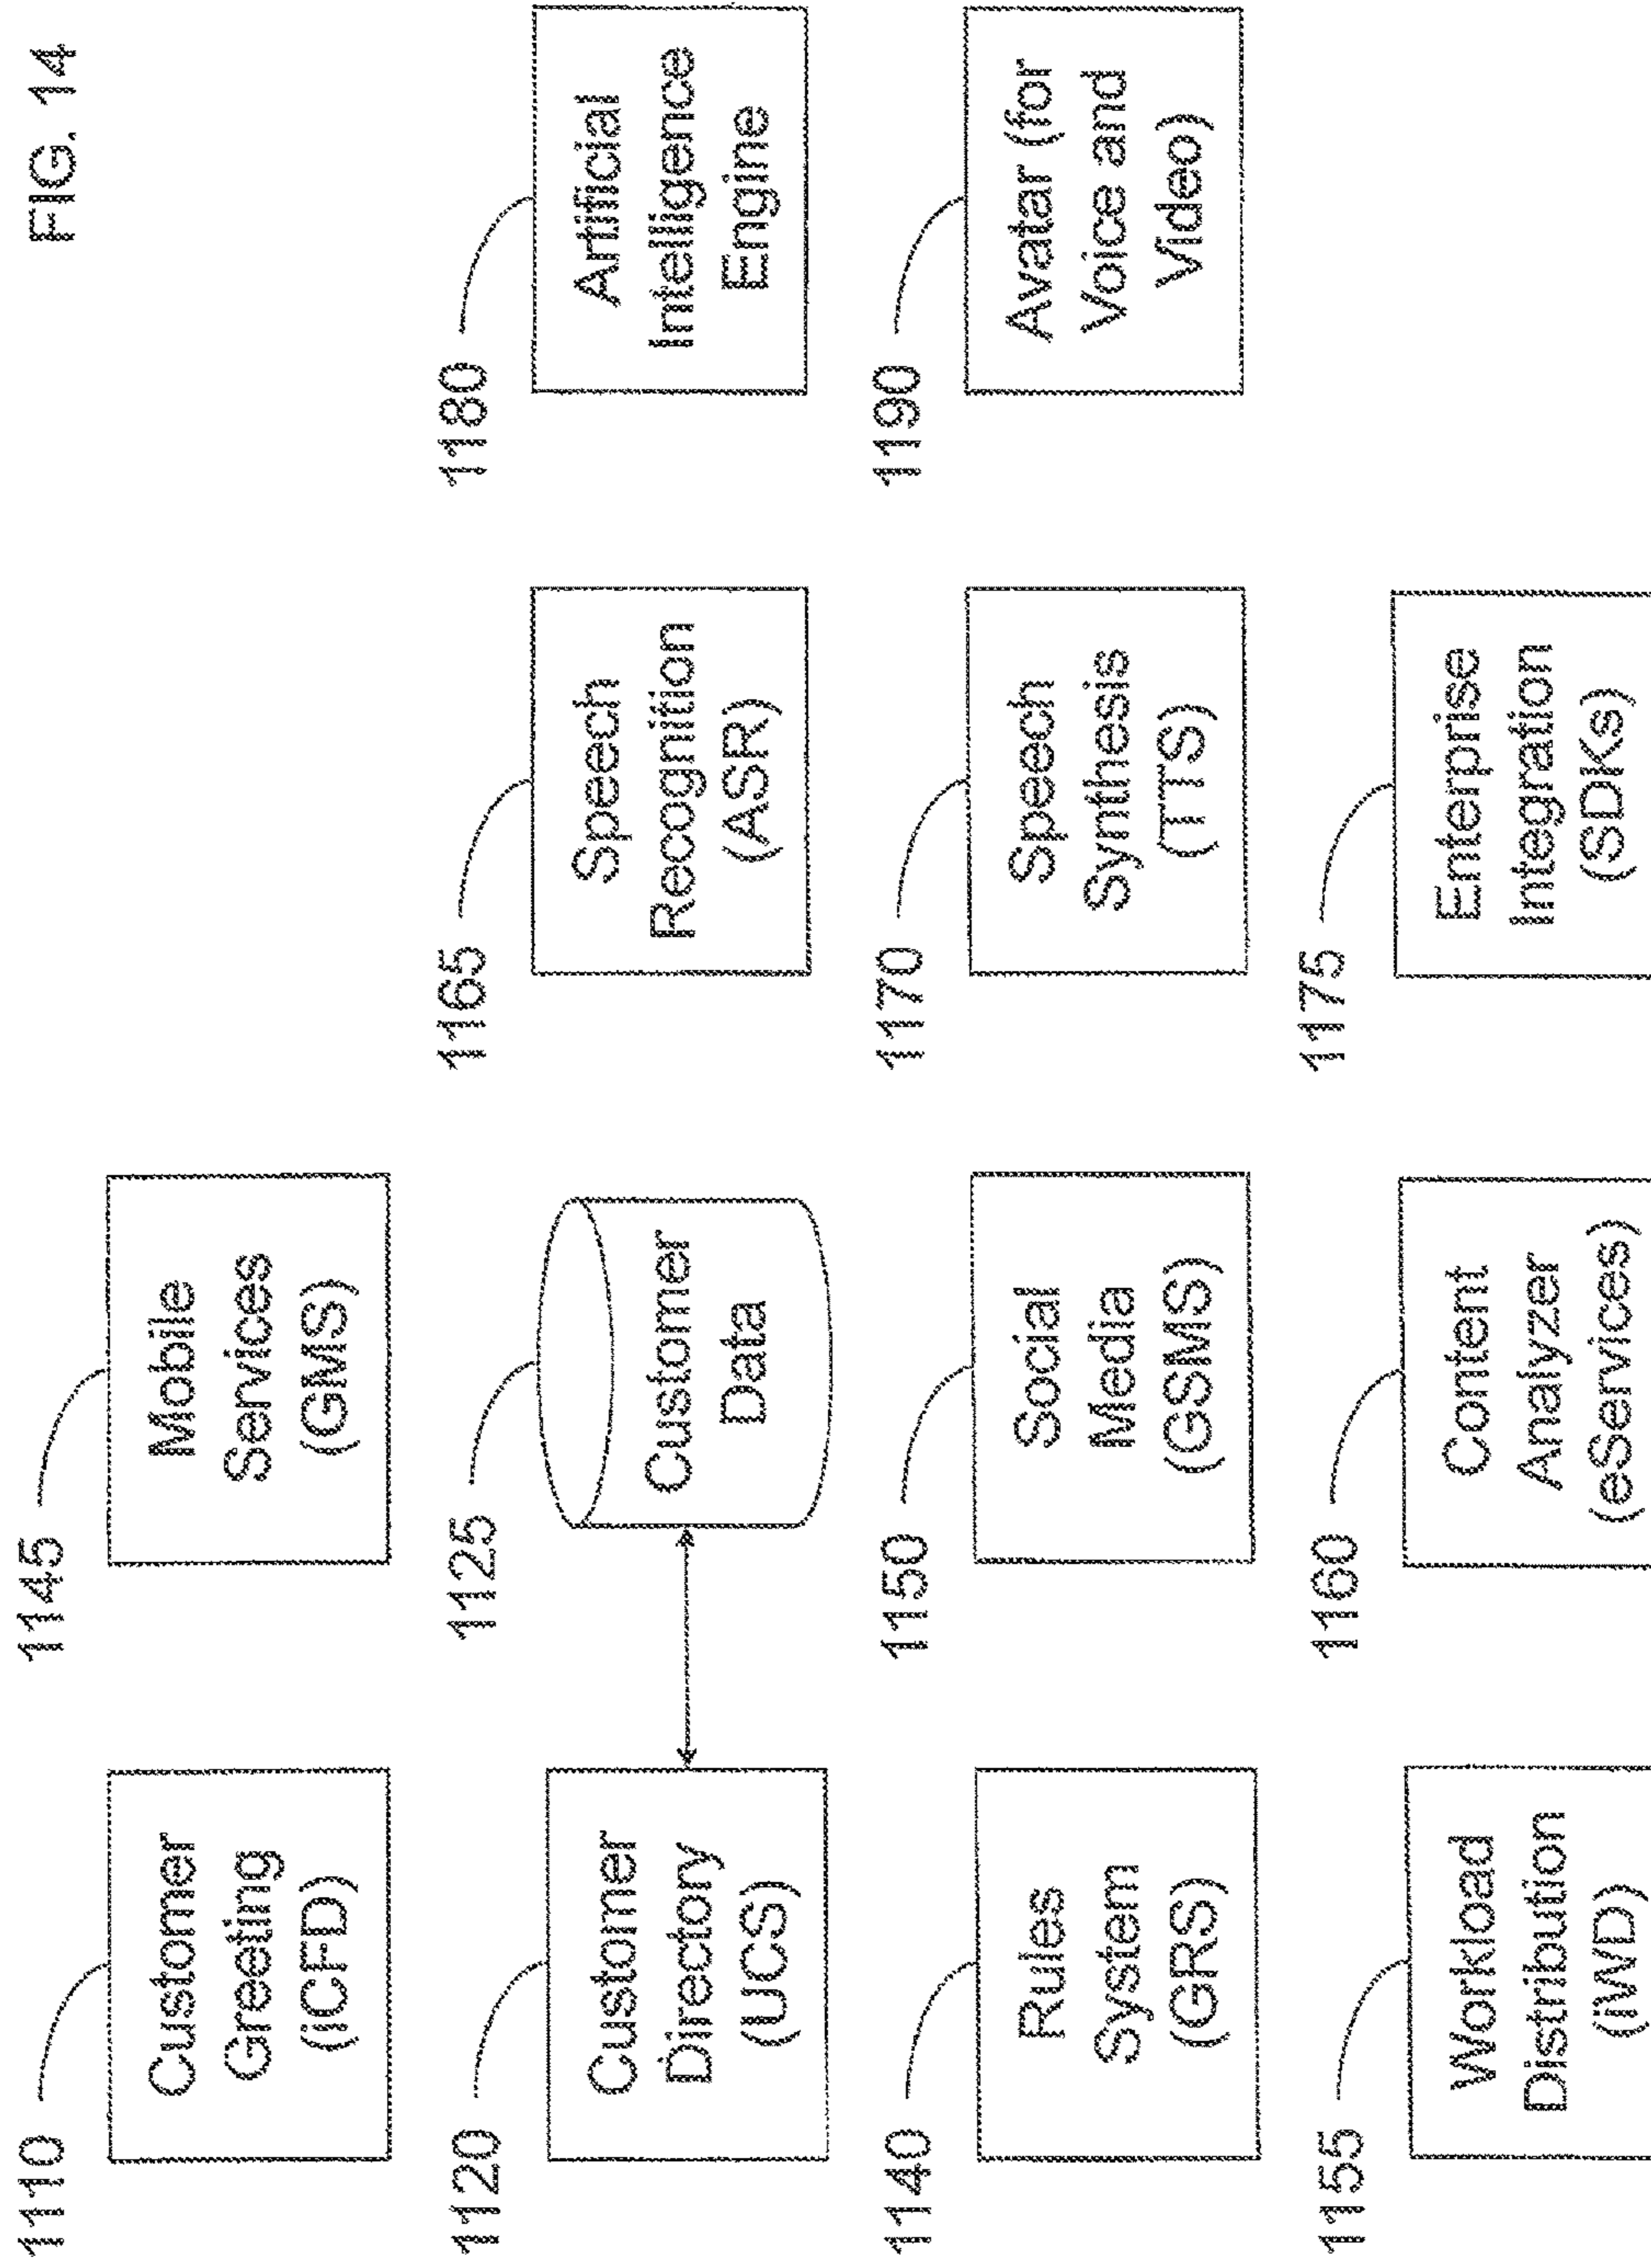 FIG. 14
1110
Customer
Greeting
(iCFD)
1145
Mobile
Services
(GMS)
1120
Customer
Directory
(UCS)
1125
Customer
Data
1165
Speech
Recognition
(ASR)
1180
Artificial
Intelligence
Engine
1140
Rules
System
(GRS)
1150
Social
Media
(GSMS)
1170
Speech
Synthesis
(TTS)
1190
Avatar (for
Voice and
Video)
1155
Workload
Distribution
(iWD)
1160
Content
Analyzer
(eServices)
1175
Enterprise
Integration
(SDKs)